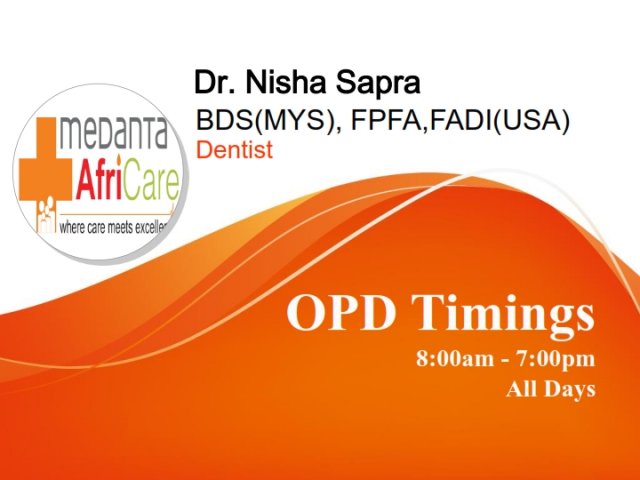 Dr. Nisha Sapra
BDS(MYS), FPFA,FADI(USA)
Dentist
meDanTa
AfriCare
where care meets excelle
OPD Timings
8:00am - 7:00pm
All Days